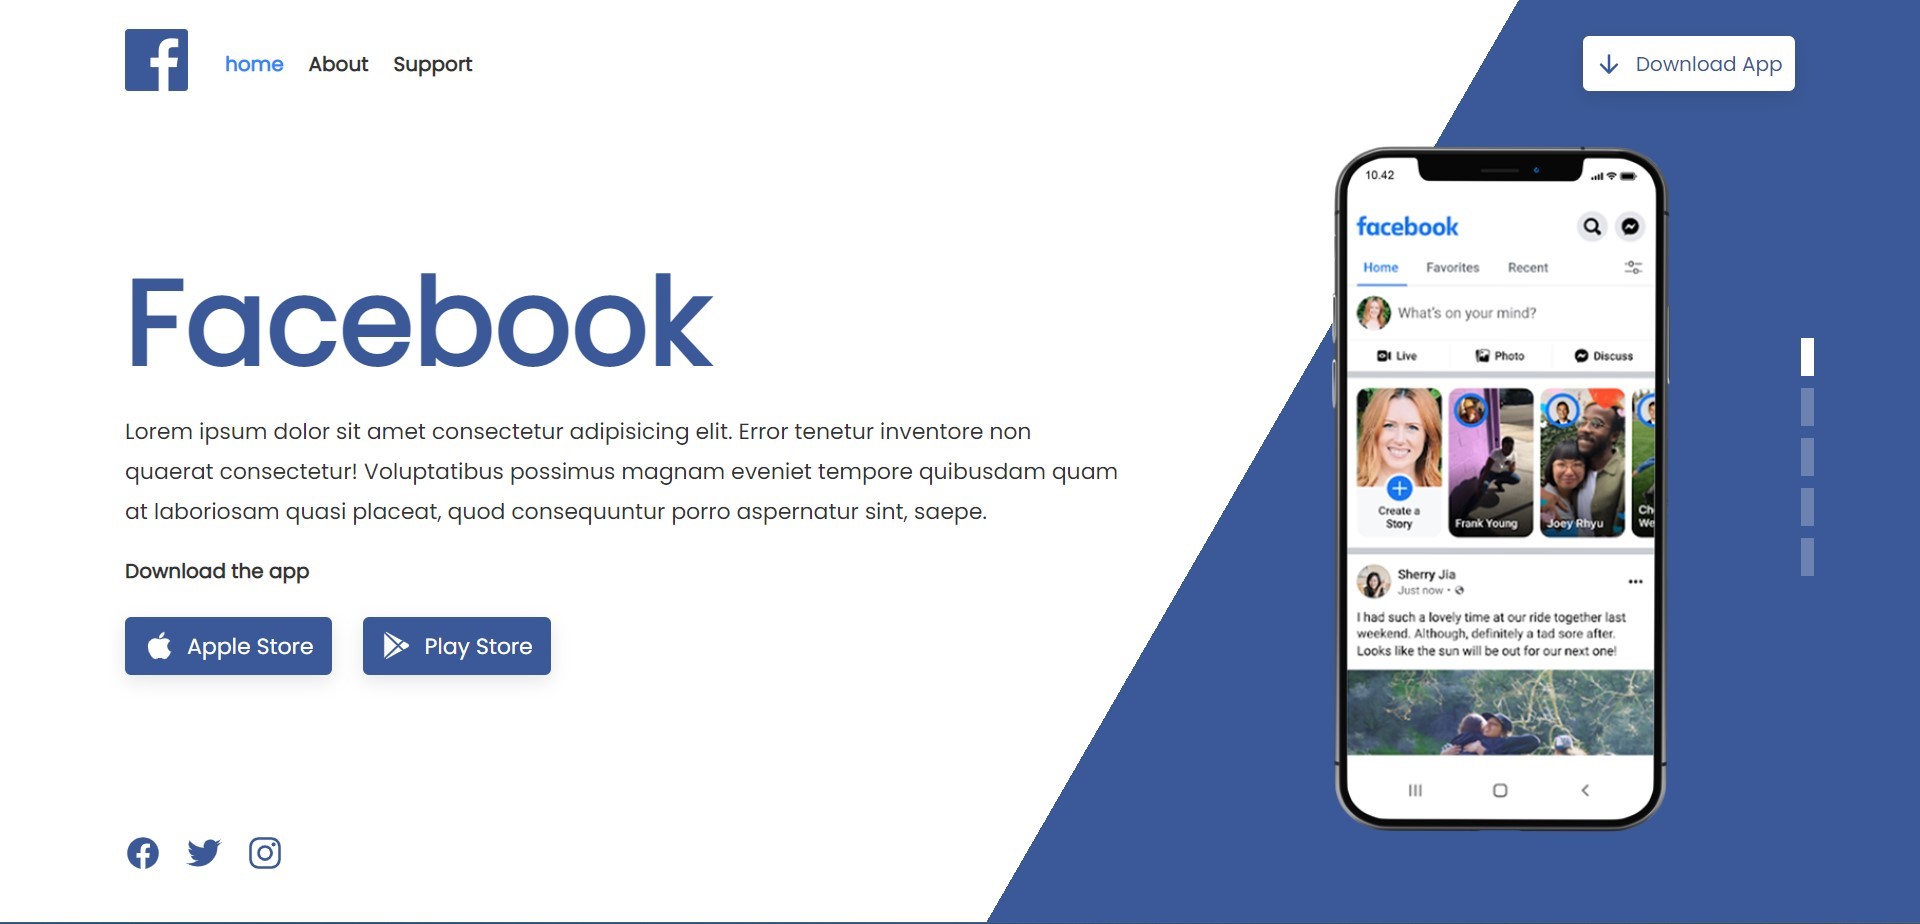 home About Support
Download App
Facebook
Lorem ipsum dolor sit amet consectetur adipisicing elit. Error tenetur inventore non
quaerat consectetur! Voluptatibus possimus magnam eveniet tempore quibusdam quam
at laboriosam quasi placeat, quod consequuntur porro aspernatur sint, saepe.
Download the app
Apple Store Play Store
10.42
facebook
Home Favorites Recent
What's on your mind?
Live Photo Discuss
Create a
Story
Frank Young
Joey Rhyu
Ch
We
Sherry Jia
Just now •
I had such a lovely time at our ride together last
weekend. Although, definitely a tad sore after.
Looks like the sun will be out for our next one!